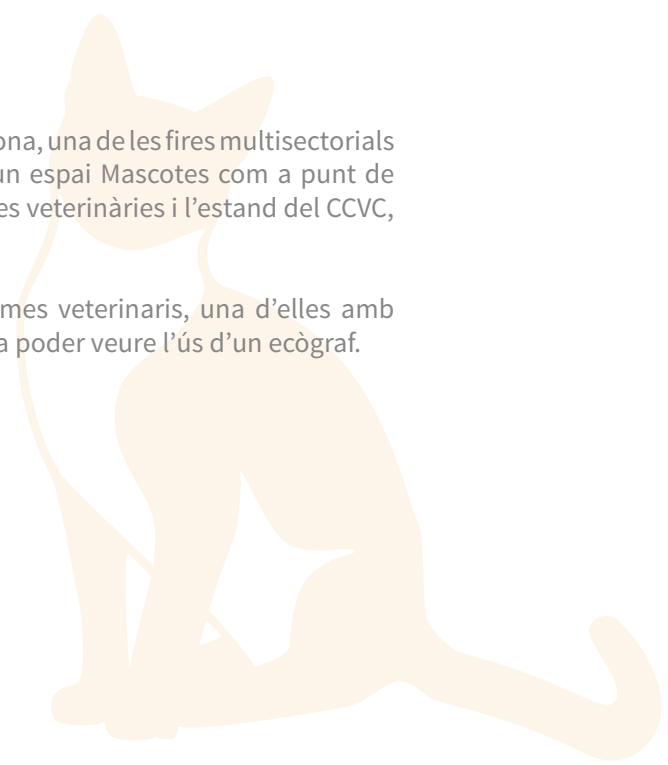 ona, una de les fires multisectorials
un espai Mascotes com a punt de
es veterinàries i l’estand del CCVC,
mes veterinaris, una d’elles amb
a poder veure l’ús d’un ecògraf.